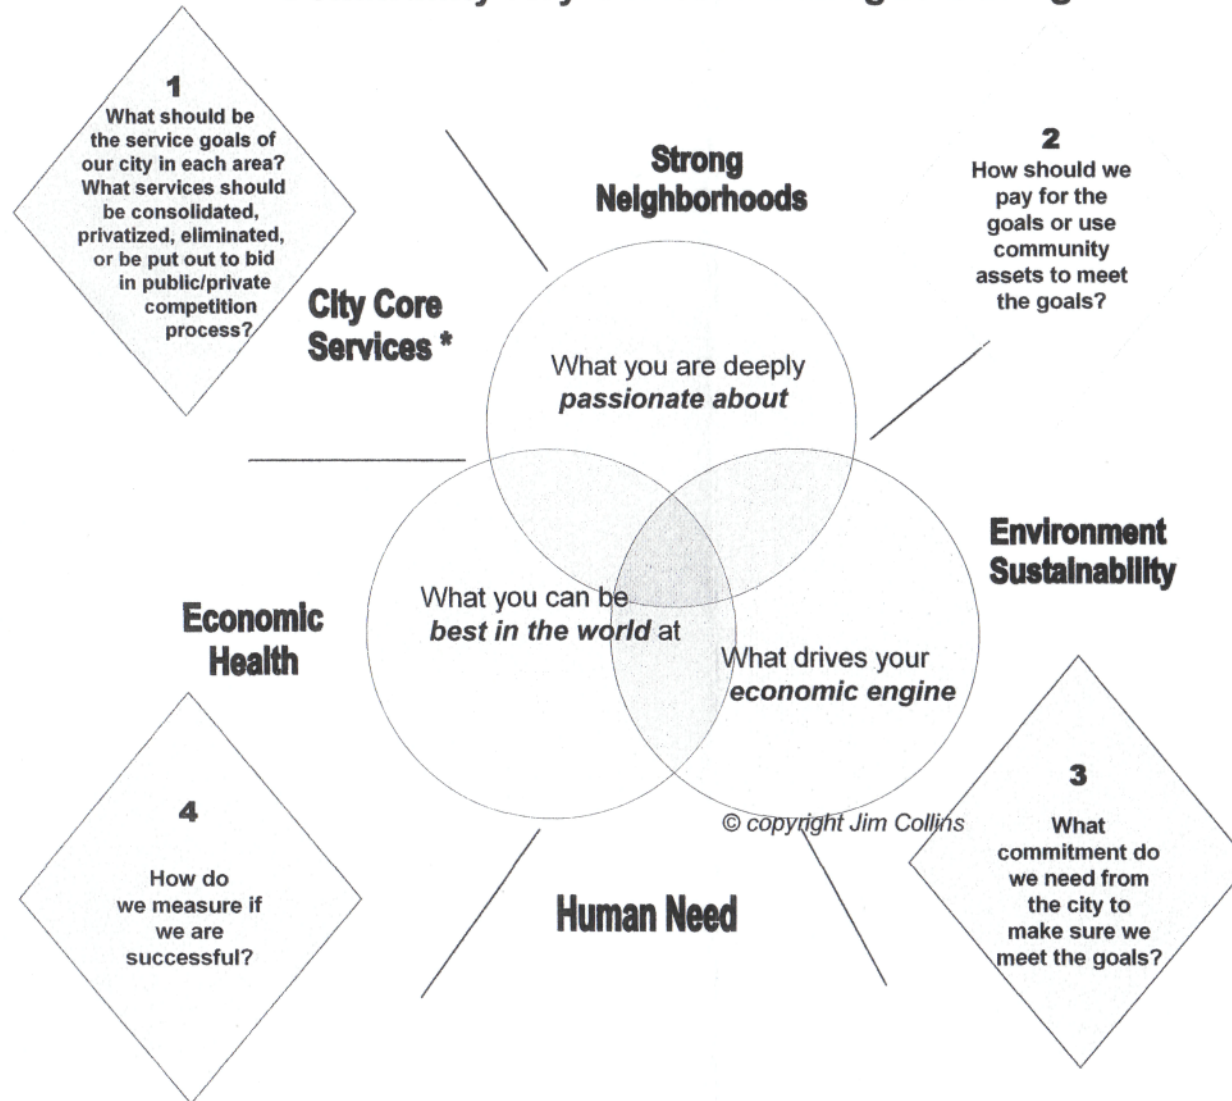 1
What should be
the service goals of
our city in each area?
What services should
be consolidated,
privatized, eliminated,
or be put out to bid
in public/private
competition
process?
Strong
Neighborhoods
2
How should we
pay for the
goals or use
community
assets to meet
the goals?
City Core
Services *
What you are deeply
passionate about
Environment
Sustainability
Economic
Health
What you can be
best in the world at
What drives your
economic engine
© copyright Jim Collins
3
What
commitment do
we need from
the city to
make sure we
meet the goals?
4
How do
we measure if
we are
successful?
Human Need